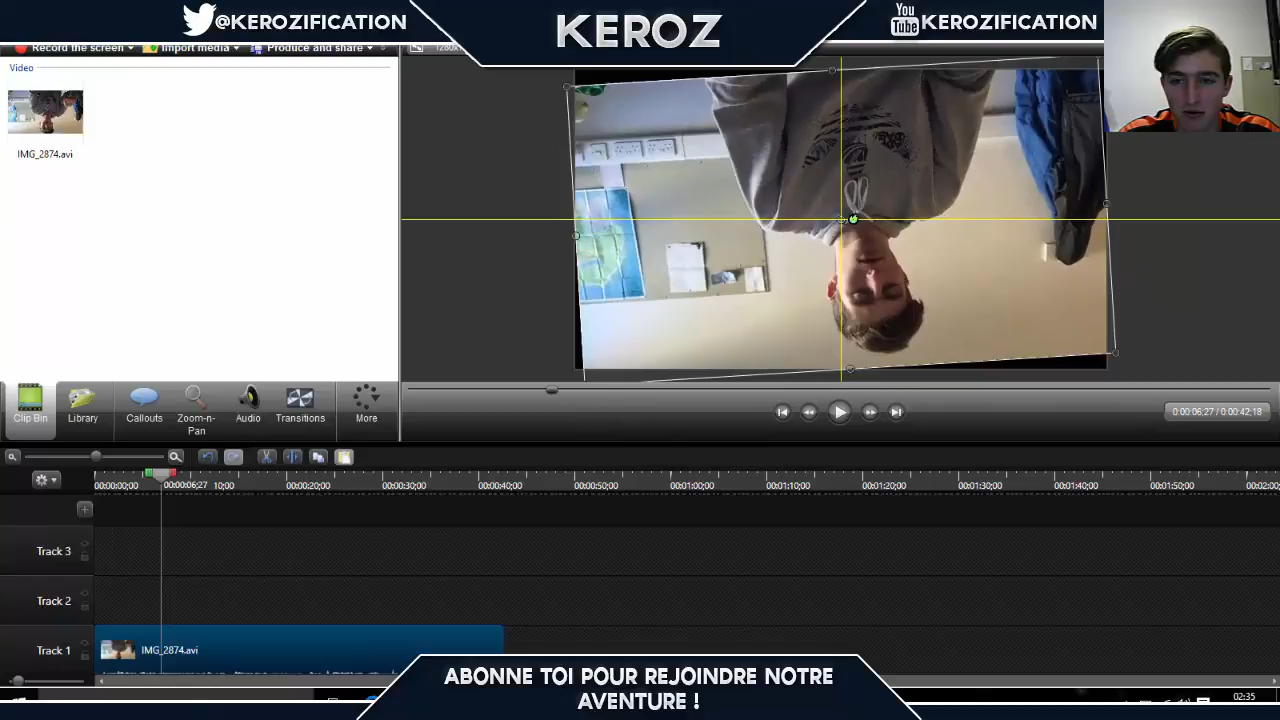 @KEROZIFICATION
KEROZ
You
Tube
KEROZIFICATION
Record the screen
Import media
Produce and share
Video
IMG_2874.avi
Clip Bin
Library
Callouts
Zoom-n-
Pan
Audio
Transitions
More
0:00:06;27 / 0:00:42;18
00:00:00;00
00:00:06;27
10;00
00:00:20;00
00:00:30;00
00:00:40;00
00:00:50;00
00:01:00;00
00:01:10;00
00:01:20;00
00:01:30;00
00:01:40;00
00:01:50;00
Track 3
Track 2
Track 1
IMG_2874.avi
ABONNE TOI POUR REJOINDRE NOTRE
AVENTURE !
02:35